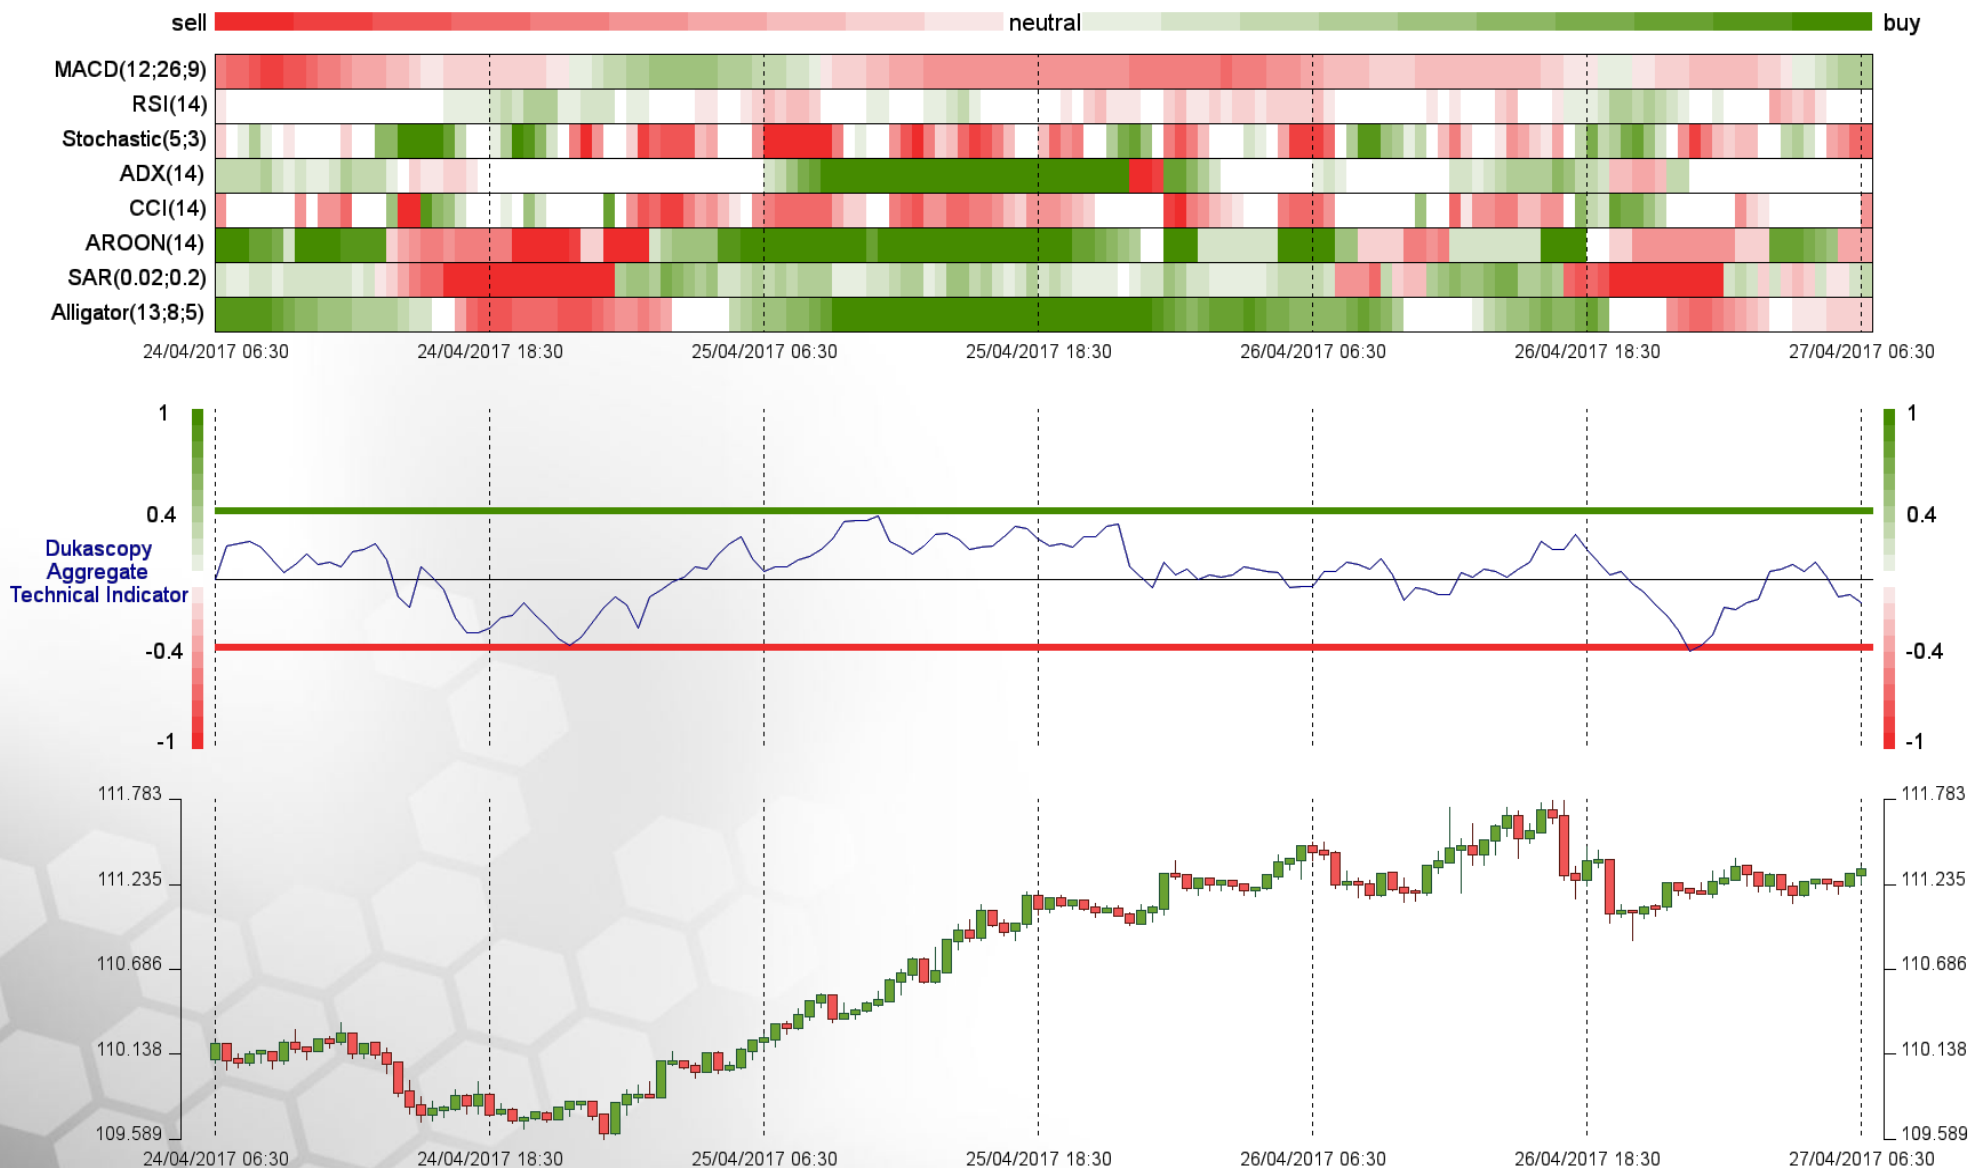 sell neutral buy
MACD(12;26;9)
RSI(14)
Stochastic(5;3)
ADX(14)
CCI(14)
AROON(14)
SAR(0.02;0.2)
Alligator(13;8;5)
24/04/2017 06:30 24/04/2017 18:30 25/04/2017 06:30 25/04/2017 18:30 26/04/2017 06:30 26/04/2017 18:30 27/04/2017 06:30
1 1
0.4 0.4
Dukascopy
Aggregate
Technical Indicator
-0.4 -0.4
-1 -1
111.783 111.783
111.235 111.235
110.686 110.686
110.138 110.138
109.589 109.589
24/04/2017 06:30 24/04/2017 18:30 25/04/2017 06:30 25/04/2017 18:30 26/04/2017 06:30 26/04/2017 18:30 27/04/2017 06:30